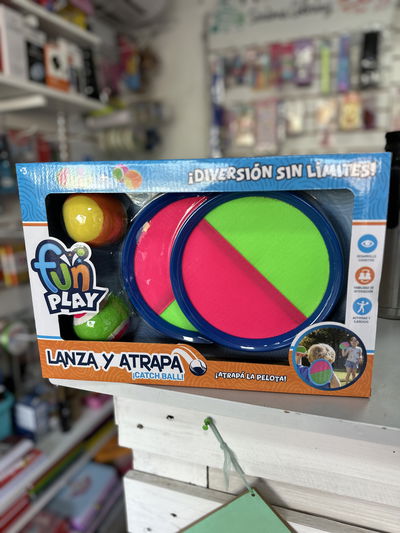 ¡DIVERSIÓN SIN LÍMITES!
fun
PLAY
LANZA Y ATRAPA
¡CATCH BALL!
¡ATRAPÁ LA PELOTA!